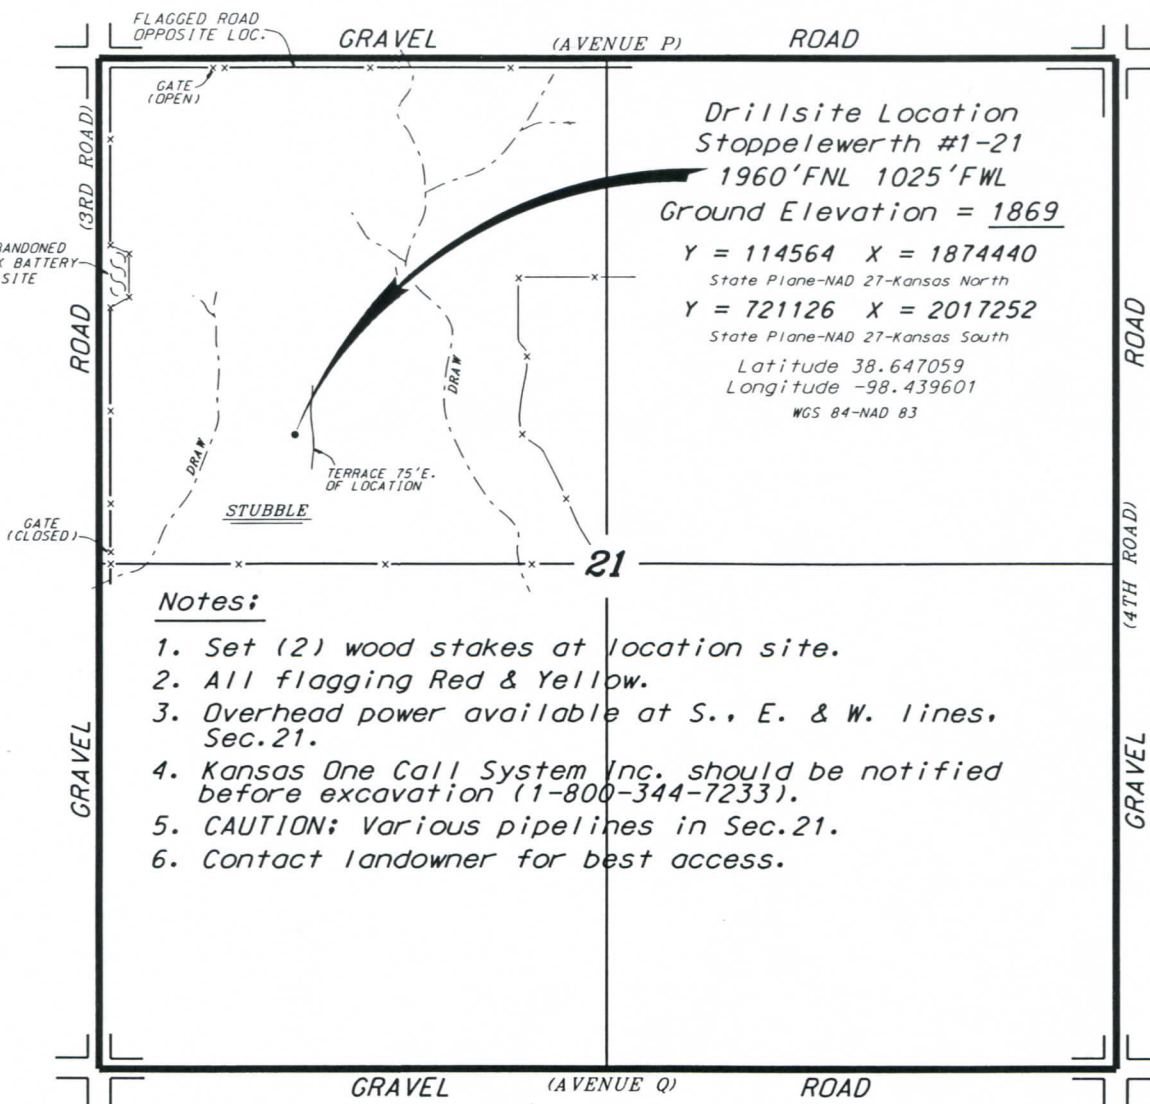 FLAGGED ROAD
OPPOSITE LOC.
GRAVEL
(AVENUE P)
ROAD
GATE
(OPEN)
(3RD ROAD)
Drillsite Location
Stoppelewerth #1-21
1960'FNL 1025'FWL
Ground Elevation = 1869
Y = 114564 X = 1874440
State Plane-NAD 27-Kansas North
Y = 721126 X = 2017252
State Plane-NAD 27-Kansas South
Latitude 38.647059
Longitude -98.439601
WGS 84-NAD 83
BATTERY
SITE
ROAD
ROAD
DRAW
DRAW
TERRACE 75'E.
OF LOCATION
STUBBLE
GATE
(CLOSED)
21
(4TH ROAD)
Notes:
1. Set (2) wood stakes at location site.
2. All flagging Red & Yellow.
3. Overhead power available at S., E. & W. lines,
Sec.21.
4. Kansas One Call System Inc. should be notified
before excavation (1-800-344-7233).
5. CAUTION: Various pipelines in Sec.21.
6. Contact landowner for best access.
GRAVEL
GRAVEL
GRAVEL
(AVENUE Q)
ROAD